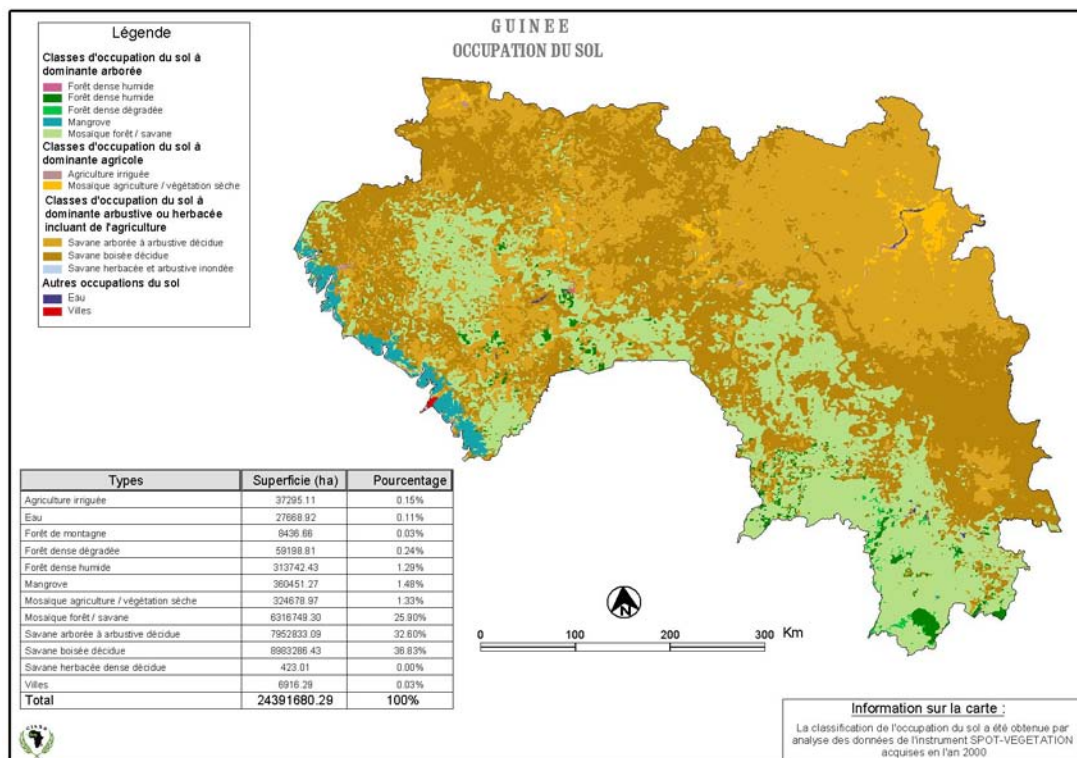 GUINEE
OCCUPATION DU SOL
Légende
Classes d'occupation du sol à
dominante arborée
Forêt dense humide
Forêt dense humide
Forêt dense dégradée
Mangrove
Mosaïque forêt / savane
Classes d'occupation du sol à
dominante agricole
Agriculture irriguée
Mosaïque agriculture / végétation sèche
Classes d'occupation du sol à
dominante arbustive ou herbacée
incluant de l'agriculture
Savane arborée à arbustive décidue
Savane boisée décidue
Savane herbacée et arbustive inondée
Autres occupations du sol
Eau
Villes
Types Superficie (ha) Pourcentage
Agriculture irriguée 37295.11 0.15%
Eau 27668.92 0.11%
Forêt de montagne 8436.66 0.03%
Forêt dense dégradée 59198.81 0.24%
Forêt dense humide 313742.43 1.29%
Mangrove 360451.27 1.48%
Mosaïque agriculture / végétation sèche 324678.97 1.33%
Mosaïque forêt / savane 6316749.30 25.90%
Savane arborée à arbustive décidue 7952833.09 32.60%
Savane boisée décidue 8983286.43 36.83%
Savane herbacée dense décidue 423.01 0.00%
Villes 6916.29 0.03%
Total 24391680.29 100%
N
0 100 200 300 Km
Information sur la carte :
La classification de l'occupation du sol a été obtenue par
analyse des données de l'instrument SPOT-VEGETATION
acquises en l'an 2000